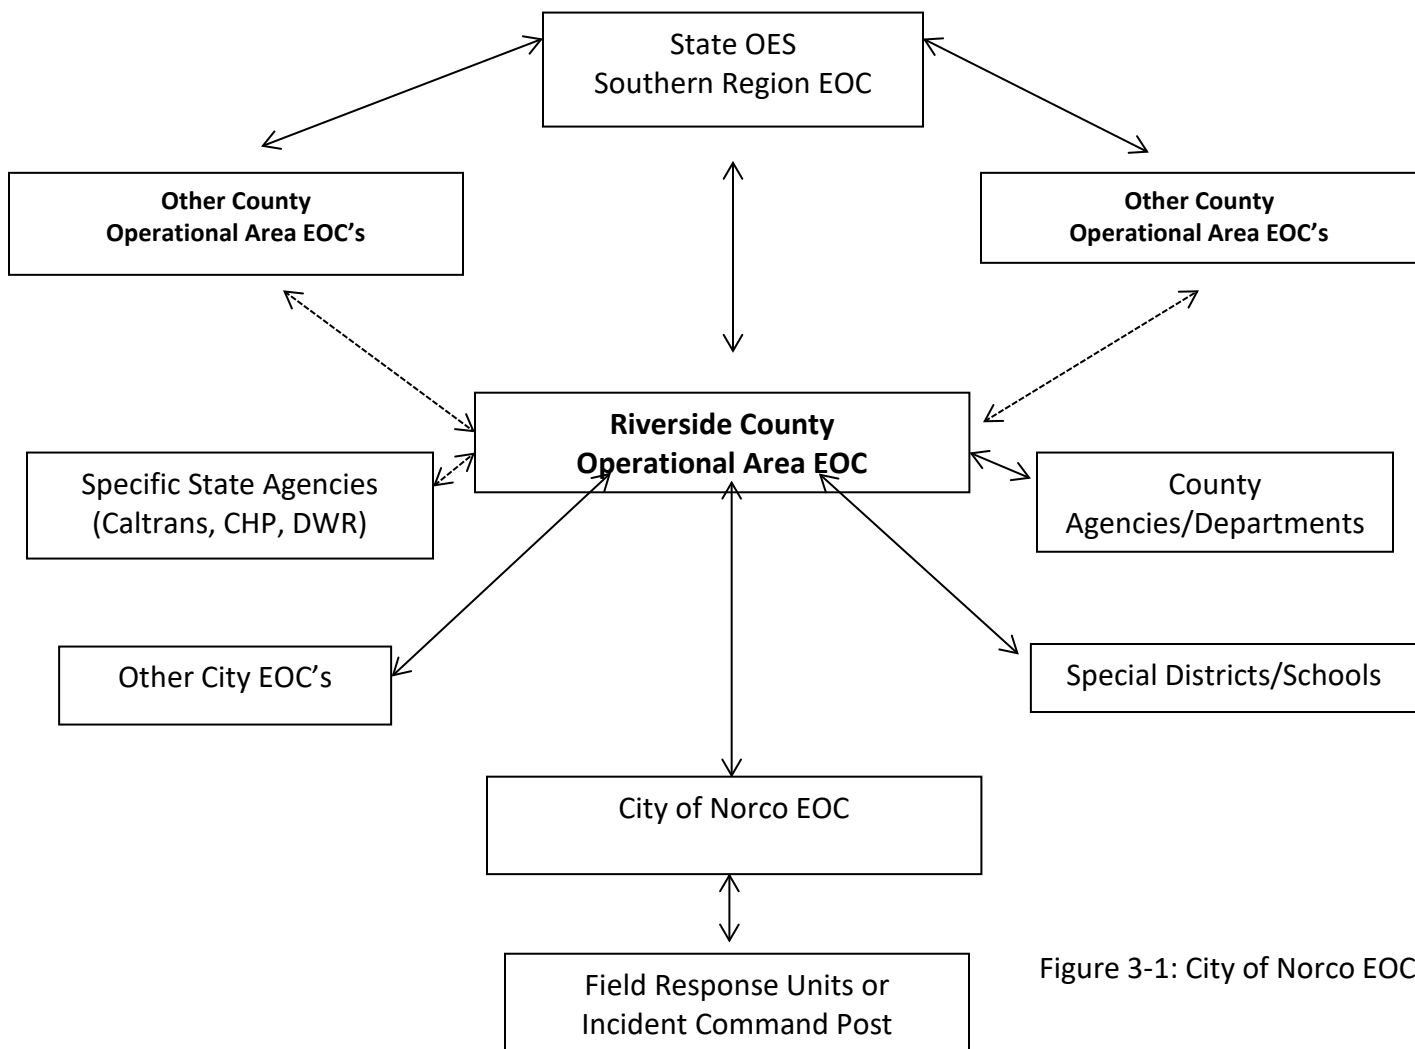 State OES
Southern Region EOC
Other County
Operational Area EOC’s
Other County
Operational Area EOC’s
Riverside County
Operational Area EOC
Specific State Agencies
(Caltrans, CHP, DWR)
County
Agencies/Departments
Other City EOC’s
Special Districts/Schools
City of Norco EOC
Field Response Units or
Incident Command Post
Figure 3-1: City of Norco EOC